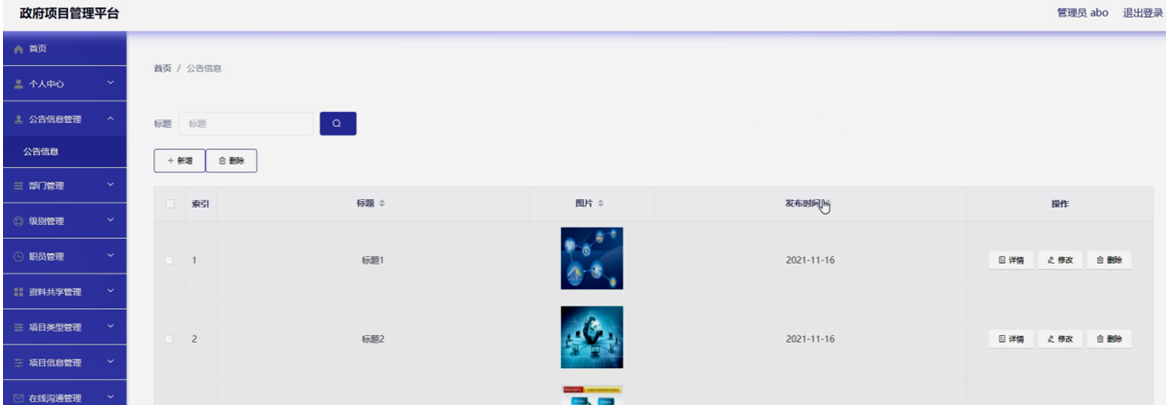 政府项目管理平台
管理员 abo 退出登录
首页
个人中心
公告信息管理
公告信息
部门管理
级别管理
职员管理
资料共享管理
项目类型管理
项目信息管理
在线沟通管理
首页 / 公告信息
标题 标题
+ 新增 删除
索引 标题 图片 发布时间 操作
1 标题1 2021-11-16 详情 修改 删除
2 标题2 2021-11-16 详情 修改 删除